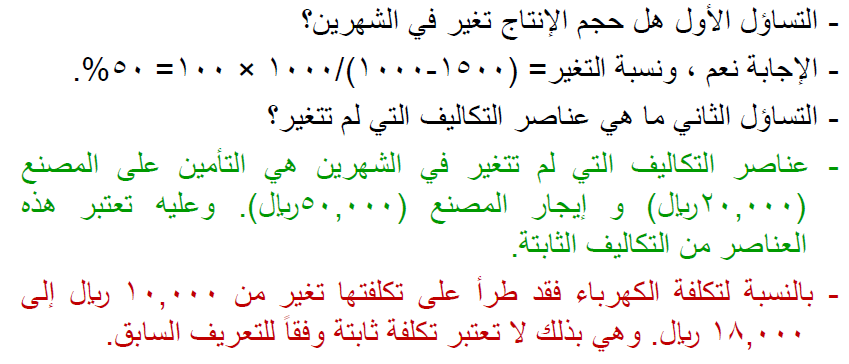 - التساؤل الأول هل حجم الإنتاج تغير في الشهرين؟
- الإجابة نعم ، ونسبة التغير= (١٥٠٠-١٠٠٠)/١٠٠٠ × ١٠٠= ٥٠%.
- التساؤل الثاني ما هي عناصر التكاليف التي لم تتغير؟
- عناصر التكاليف التي لم تتغير في الشهرين هي التأمين على المصنع
(٢٠,٠٠٠ريال) و إيجار المصنع (٥٠,٠٠٠ريال). وعليه تعتبر هذه
العناصر من التكاليف الثابتة.
- بالنسبة لتكلفة الكهرباء فقد طرأ على تكلفتها تغير من ١٠,٠٠٠ ريال إلى
١٨,٠٠٠ ريال. وهي بذلك لا تعتبر تكلفة ثابتة وفقاً للتعريف السابق.